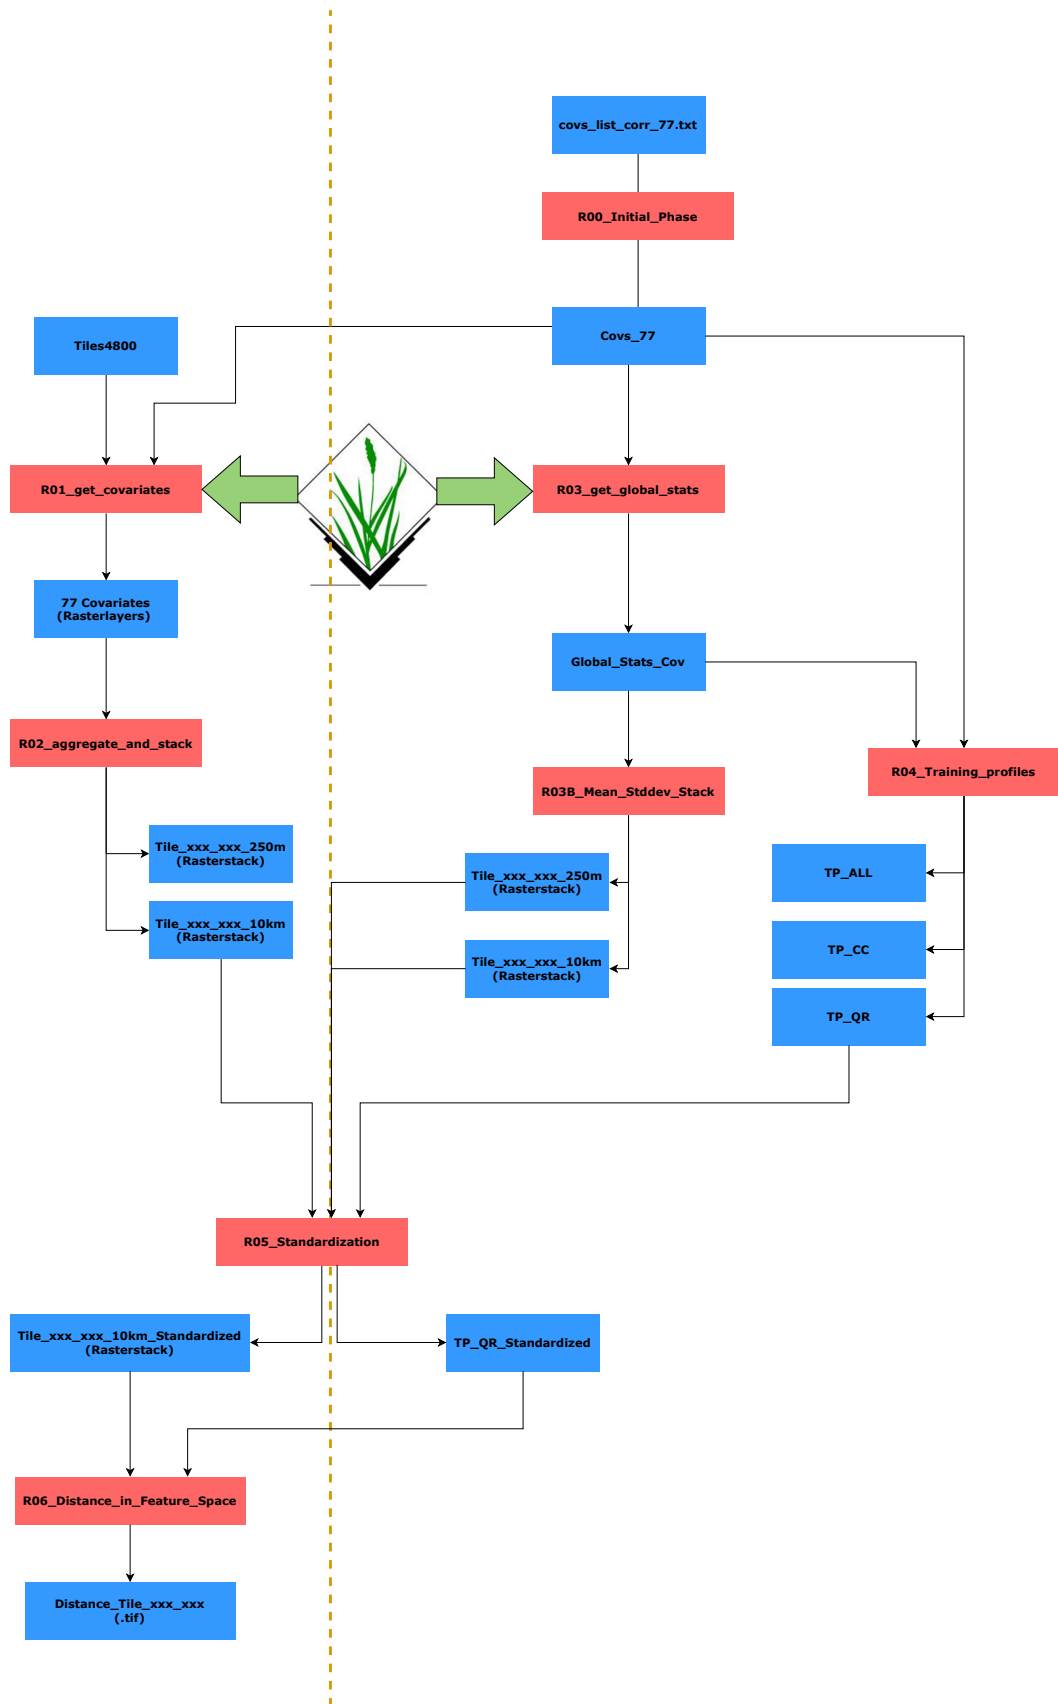 covs_list_corr_77.txt
R00_Initial_Phase
Tiles4800
Covs_77
R01_get_covariates
R03_get_global_stats
77 Covariates
(Rasterlayers)
Global_Stats_Cov
R02_aggregate_and_stack
R03B_Mean_Stddev_Stack
R04_Training_profiles
Tile_xxx_xxx_250m
(Rasterstack)
Tile_xxx_xxx_10km
(Rasterstack)
Tile_xxx_xxx_250m
(Rasterstack)
Tile_xxx_xxx_10km
(Rasterstack)
TP_ALL
TP_CC
TP_QR
R05_Standardization
Tile_xxx_xxx_10km_Standardized
(Rasterstack)
TP_QR_Standardized
R06_Distance_in_Feature_Space
Distance_Tile_xxx_xxx
(.tif)